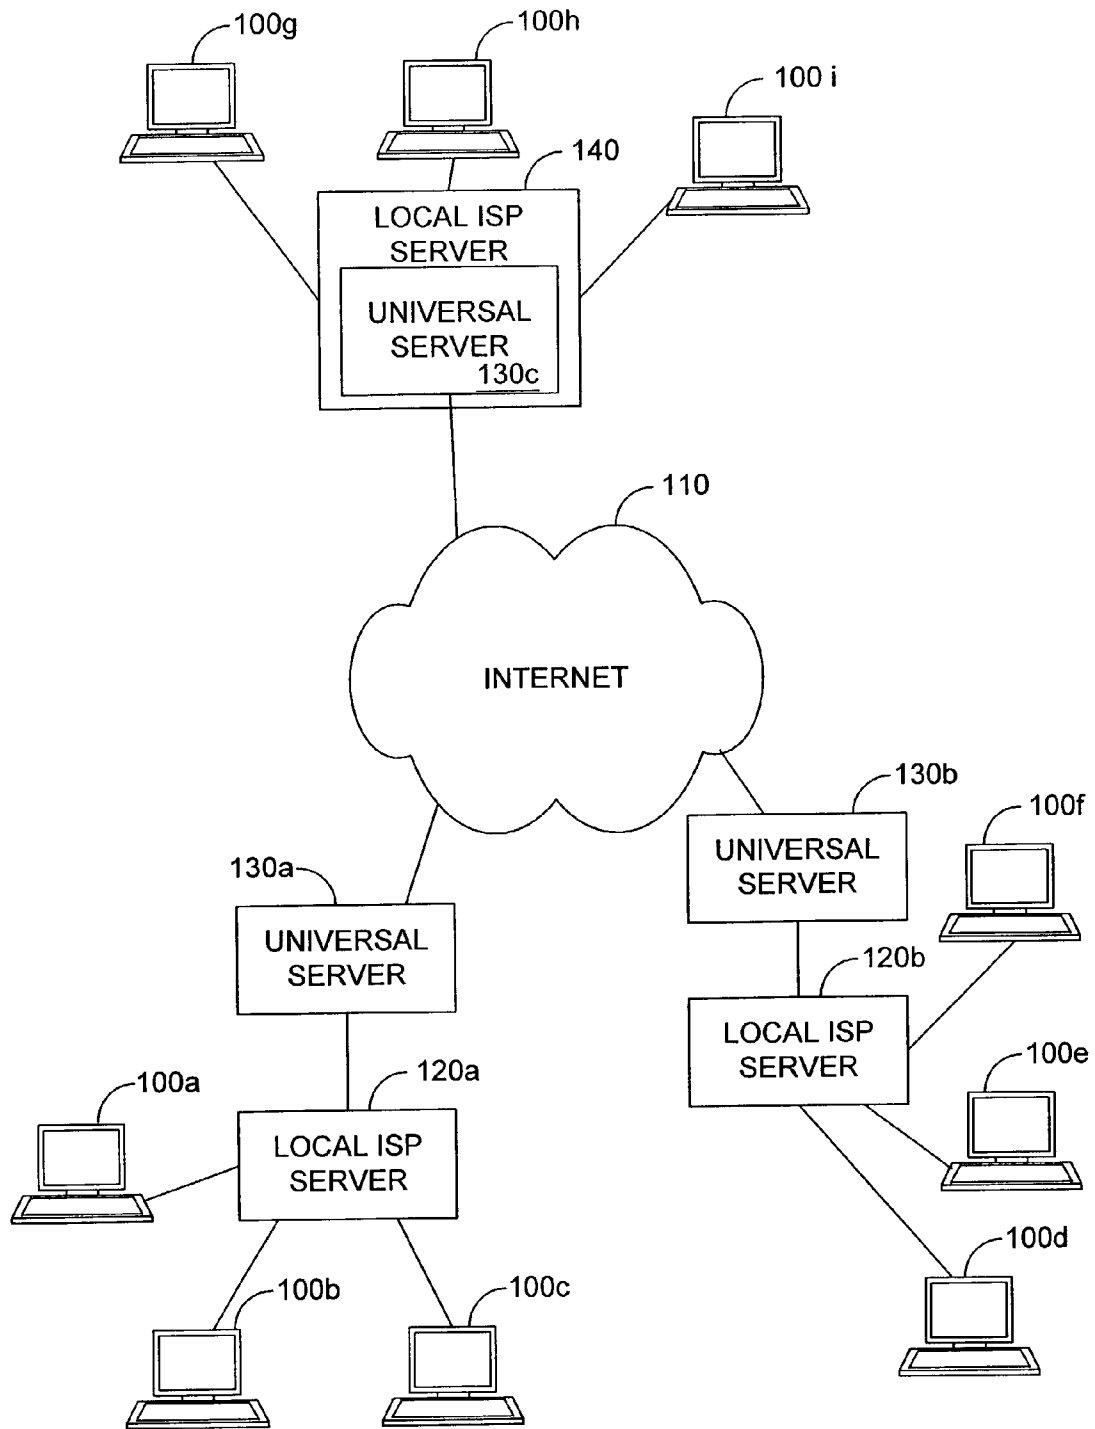 100g
100h
100 i
140
LOCAL ISP
SERVER
UNIVERSAL
SERVER
130c
110
INTERNET
130b
100f
UNIVERSAL
SERVER
130a
UNIVERSAL
SERVER
120b
LOCAL ISP
SERVER
100e
120a
100a
LOCAL ISP
SERVER
100d
100b
100c